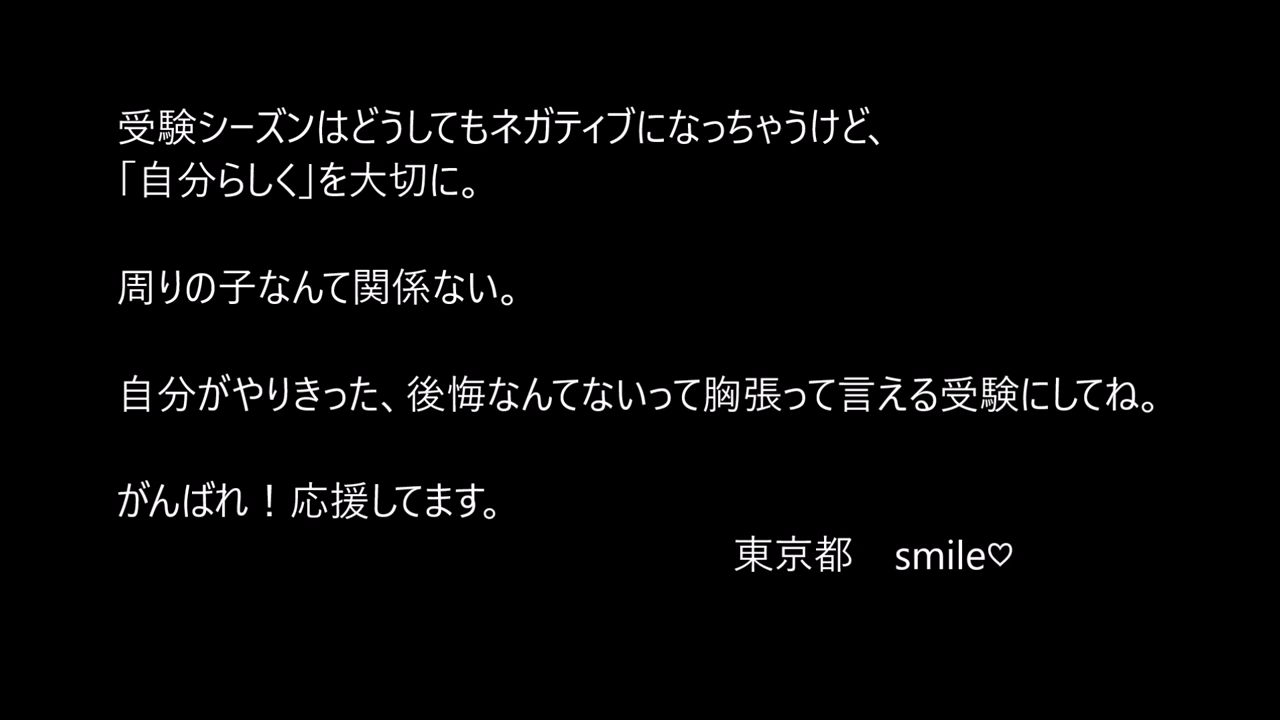 受験シーズンはどうしてもネガティブになっちゃうけど、
「自分らしく」を大切に。
周りの子なんて関係ない。
自分がやりきった、後悔なんてないって胸張って言える受験にしてね。
がんばれ！応援してます。
東京都　smile♡